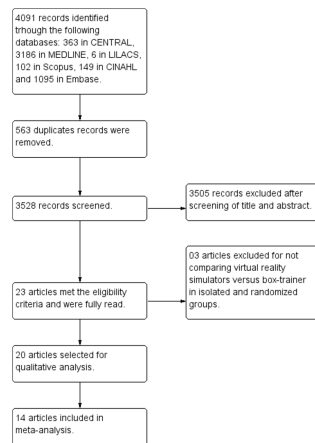 4091 records identified
trhough the following
databases: 363 in CENTRAL,
3186 in MEDLINE, 6 in LILACS,
102 in Scopus, 149 in CINAHL
and 1095 in Embase.
563 duplicates records were
removed.
3528 records screened.
3505 records excluded after
screening of title and abstract.
03 articles excluded for not
comparing virtual reality
simulators versus box-trainer
in isolated and randomized
groups.
23 articles met the eligibility
criteria and were fully read.
20 articles selected for
qualitative analysis.
14 articles included in
meta-analysis.